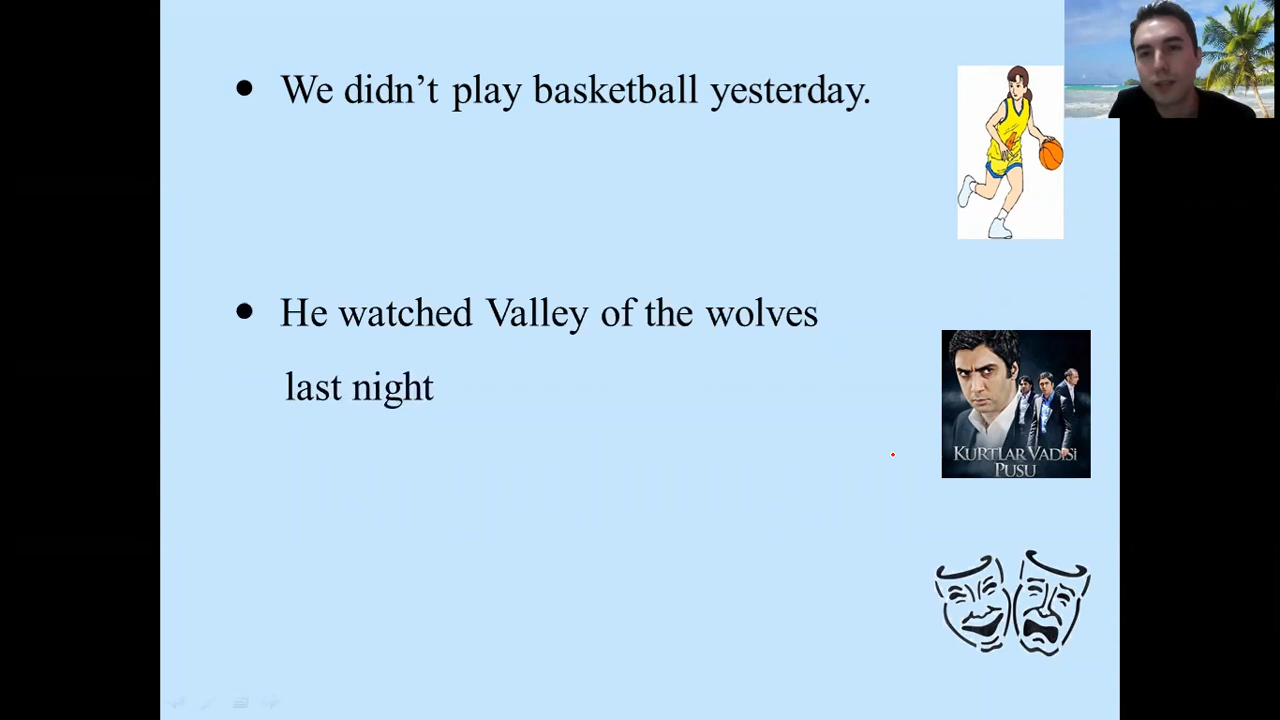 We didn’t play basketball yesterday.
He watched Valley of the wolves
last night
KURTLAR VADİSİ
PUSU